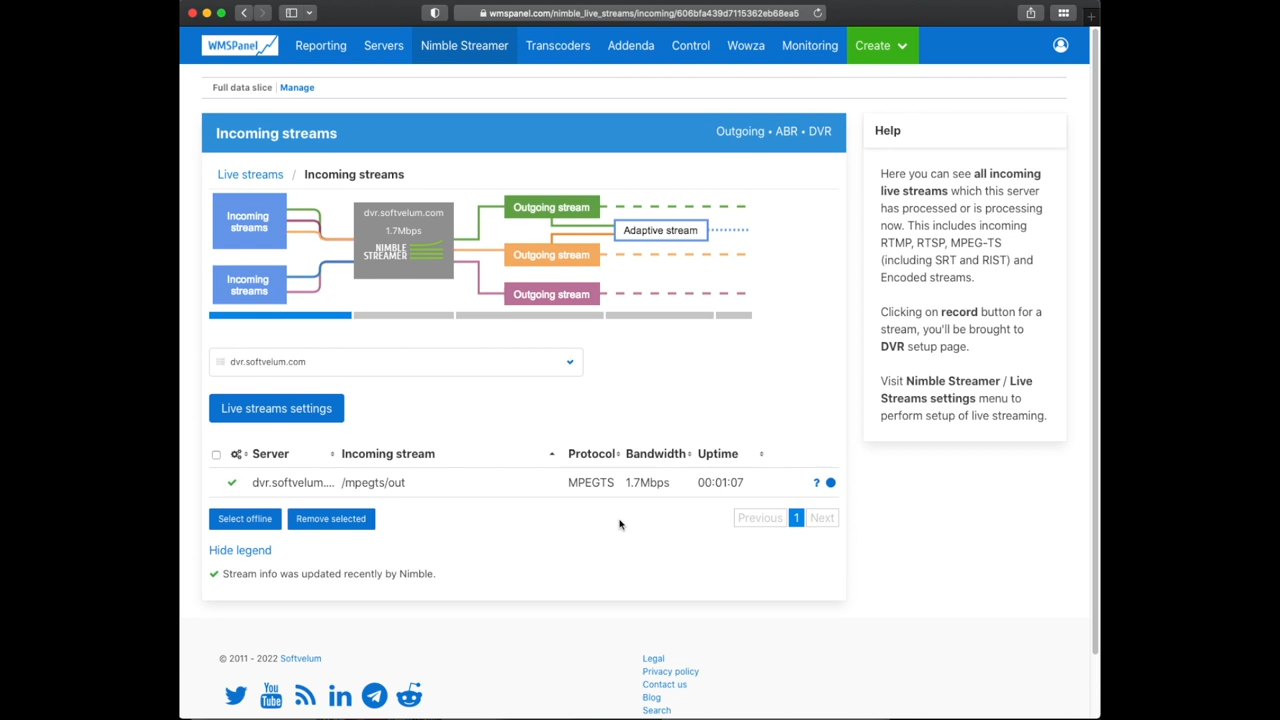 wmspanel.com/nimble_live_streams/incoming/606bfa439d7115362eb68ea5
WMSPanel Reporting Servers Nimble Streamer Transcoders Addenda Control Wowza Monitoring Create
Full data slice | Manage
Incoming streams
Outgoing • ABR • DVR
Live streams / Incoming streams
Incoming
streams
Incoming
streams
dvr.softvelum.com
1.7Mbps
NIMBLE
STREAMER
Outgoing stream
Adaptive stream
Outgoing stream
Outgoing stream
dvr.softvelum.com
Live streams settings
Server Incoming stream Protocol Bandwidth Uptime
dvr.softvelum.... /mpegts/out MPEGTS 1.7Mbps 00:01:07 ?
Select offline Remove selected Previous 1 Next
Hide legend
Stream info was updated recently by Nimble.
Help
Here you can see all incoming
live streams which this server
has processed or is processing
now. This includes incoming
RTMP, RTSP, MPEG-TS
(including SRT and RIST) and
Encoded streams.
Clicking on record button for a
stream, you'll be brought to
DVR setup page.
Visit Nimble Streamer / Live
Streams settings menu to
perform setup of live streaming.
© 2011 - 2022 Softvelum
You
Tube
in
Legal
Privacy policy
Contact us
Blog
Search